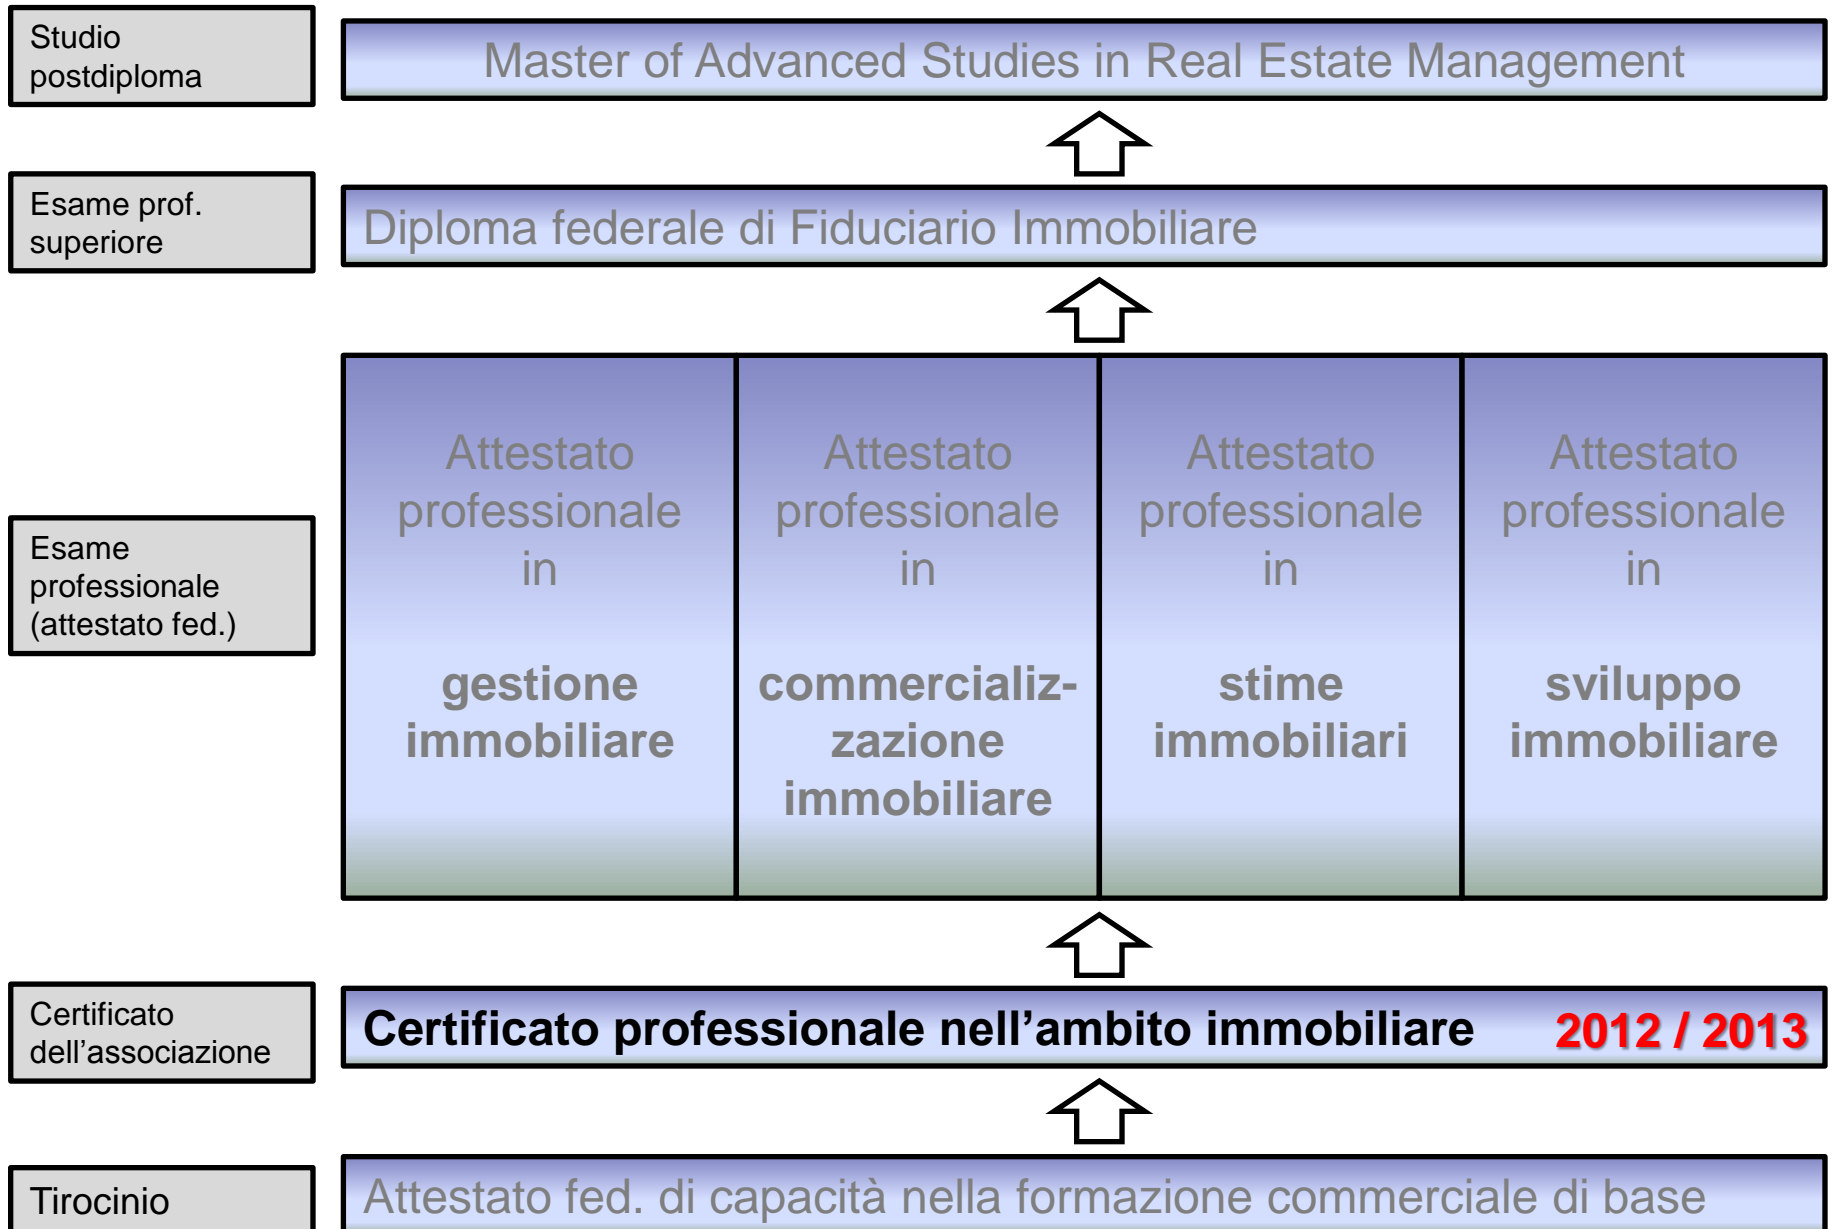 Studio
postdiploma
Master of Advanced Studies in Real Estate Management
Esame prof.
superiore
Diploma federale di Fiduciario Immobiliare
Esame
professionale
(attestato fed.)
Attestato
professionale
in
gestione
immobiliare
Attestato
professionale
in
commercializ-
zazione
immobiliare
Attestato
professionale
in
stime
immobiliari
Attestato
professionale
in
sviluppo
immobiliare
Certificato
dell’associazione
Certificato professionale nell’ambito immobiliare 2012 / 2013
Tirocinio
Attestato fed. di capacità nella formazione commerciale di base